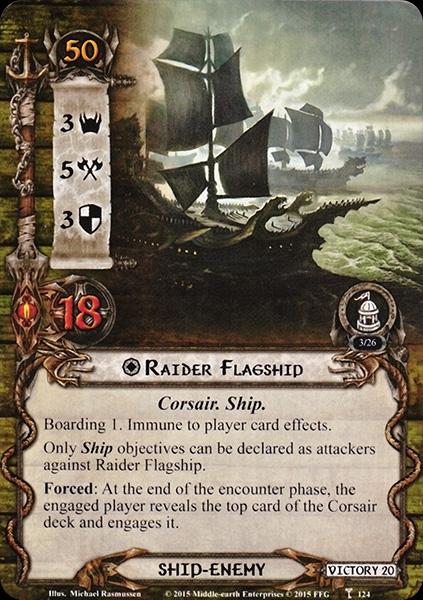 50
3
5
3
18
3/26
Raider Flagship
Corsair. Ship.
Boarding 1. Immune to player card effects.
Only Ship objectives can be declared as attackers
against Raider Flagship.
Forced: At the end of the encounter phase, the
engaged player reveals the top card of the Corsair
deck and engages it.
SHIP-ENEMY
VICTORY 20
Illus. Michael Rasmussen
© 2015 Middle-earth Enterprises © 2015 FFG
124